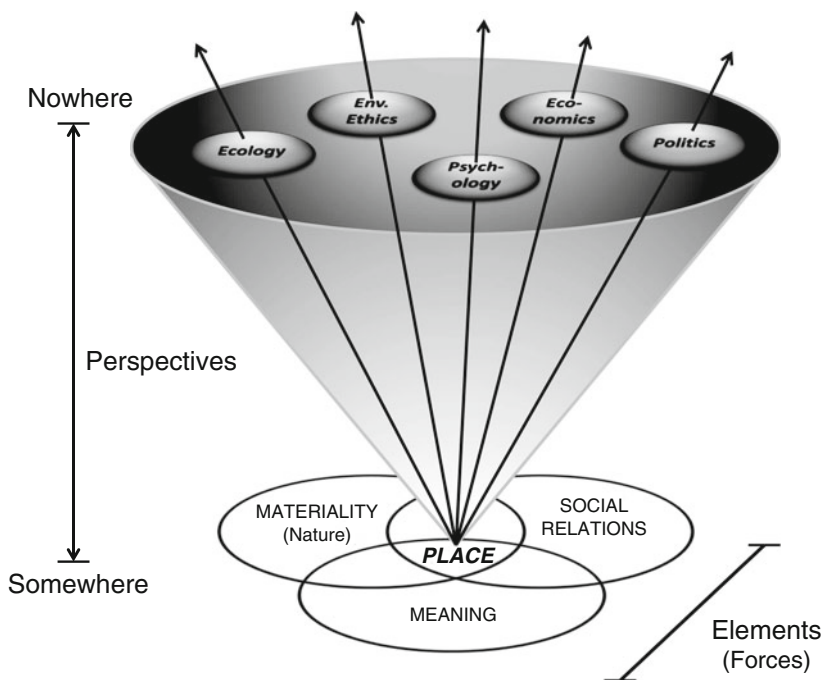 Nowhere
Env.
Ethics
Eco-
nomics
Ecology
Psych-
ology
Politics
Perspectives
MATERIALITY
(Nature)
SOCIAL
RELATIONS
PLACE
Somewhere
MEANING
Elements
(Forces)